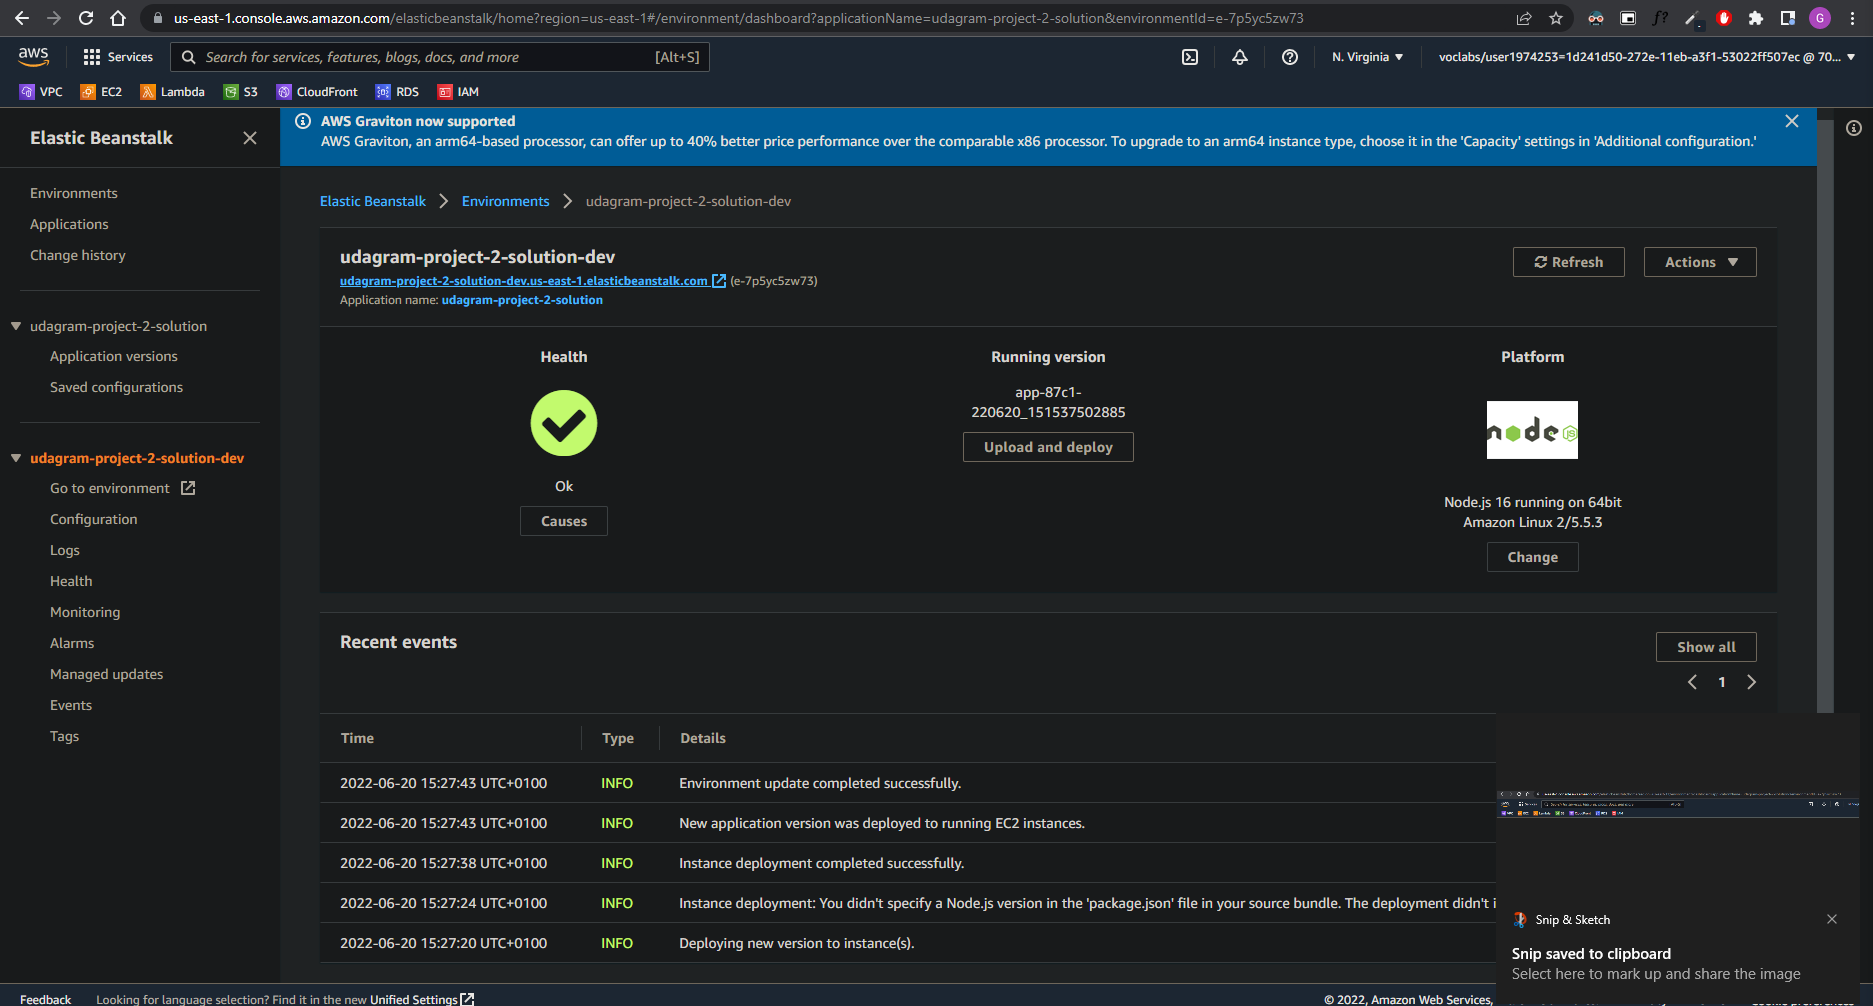 us-east-1.console.aws.amazon.com/elasticbeanstalk/home?region=us-east-1#/environment/dashboard?applicationName=udagram-project-2-solution&environmentId=e-7p5yc5zw73
G
aws
Services
Search for services, features, blogs, docs, and more
[Alt+S]
N. Virginia
voclabs/user1974253=1d241d50-272e-11eb-a3f1-53022ff507ec @ 70...
VPC
EC2
Lambda
S3
CloudFront
RDS
IAM
Elastic Beanstalk
Environments
Applications
Change history
udagram-project-2-solution
Application versions
Saved configurations
udagram-project-2-solution-dev
Go to environment
Configuration
Logs
Health
Monitoring
Alarms
Managed updates
Events
Tags
AWS Graviton now supported
AWS Graviton, an arm64-based processor, can offer up to 40% better price performance over the comparable x86 processor. To upgrade to an arm64 instance type, choose it in the 'Capacity' settings in 'Additional configuration.'
Elastic Beanstalk
Environments
udagram-project-2-solution-dev
udagram-project-2-solution-dev
udagram-project-2-solution-dev.us-east-1.elasticbeanstalk.com (e-7p5yc5zw73)
Application name: udagram-project-2-solution
Refresh
Actions
Health
Ok
Causes
Running version
app-87c1-
220620_151537502885
Upload and deploy
Platform
node JS
Node.js 16 running on 64bit
Amazon Linux 2/5.5.3
Change
Recent events
Show all
1
Time Type Details
2022-06-20 15:27:43 UTC+0100 INFO Environment update completed successfully.
2022-06-20 15:27:43 UTC+0100 INFO New application version was deployed to running EC2 instances.
2022-06-20 15:27:38 UTC+0100 INFO Instance deployment completed successfully.
2022-06-20 15:27:24 UTC+0100 INFO Instance deployment: You didn't specify a Node.js version in the 'package.json' file in your source bundle. The deployment didn't i
2022-06-20 15:27:20 UTC+0100 INFO Deploying new version to instance(s).
Snip & Sketch
Snip saved to clipboard
Select here to mark up and share the image
Feedback
Looking for language selection? Find it in the new Unified Settings
© 2022, Amazon Web Services,